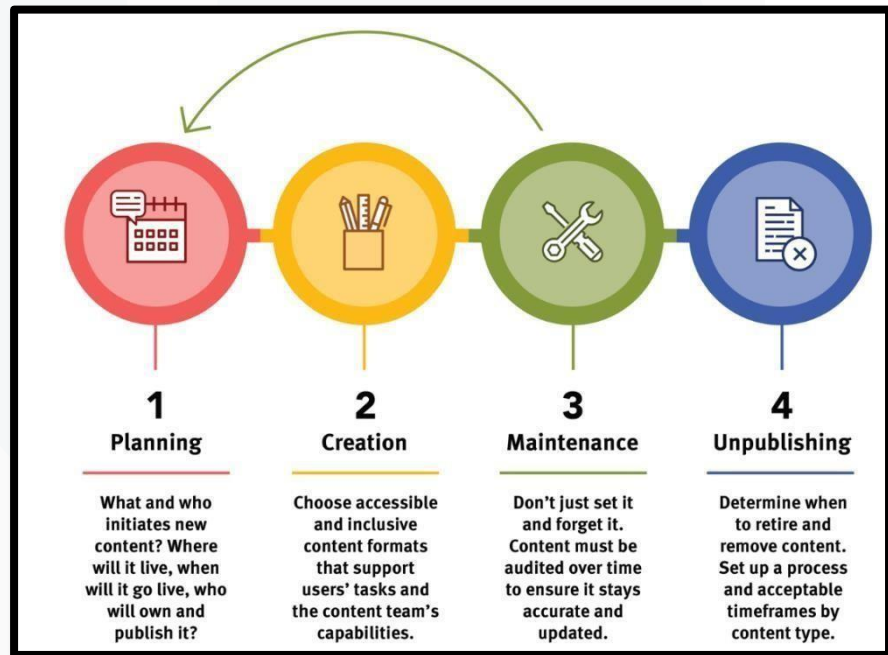 1
Planning
What and who
initiates new
content? Where
will it live, when
will it go live, who
will own and
publish it?
2
Creation
Choose accessible
and inclusive
content formats
that support
users’ tasks and
the content team’s
capabilities.
3
Maintenance
Don’t just set it
and forget it.
Content must be
audited over time
to ensure it stays
accurate and
updated.
4
Unpublishing
Determine when
to retire and
remove content.
Set up a process
and acceptable
timeframes by
content type.